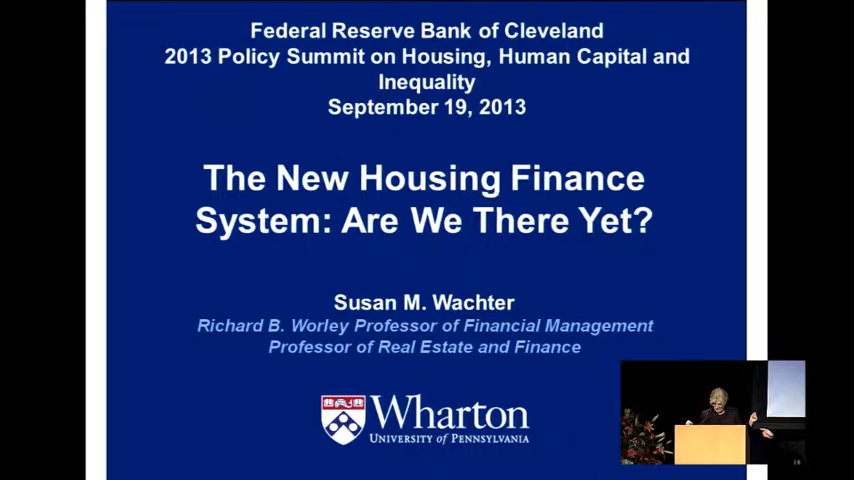 Federal Reserve Bank of Cleveland
2013 Policy Summit on Housing, Human Capital and
Inequality
September 19, 2013
The New Housing Finance
System: Are We There Yet?
Susan M. Wachter
Richard B. Worley Professor of Financial Management
Professor of Real Estate and Finance
Wharton
UNIVERSITY OF PENNSYLVANIA